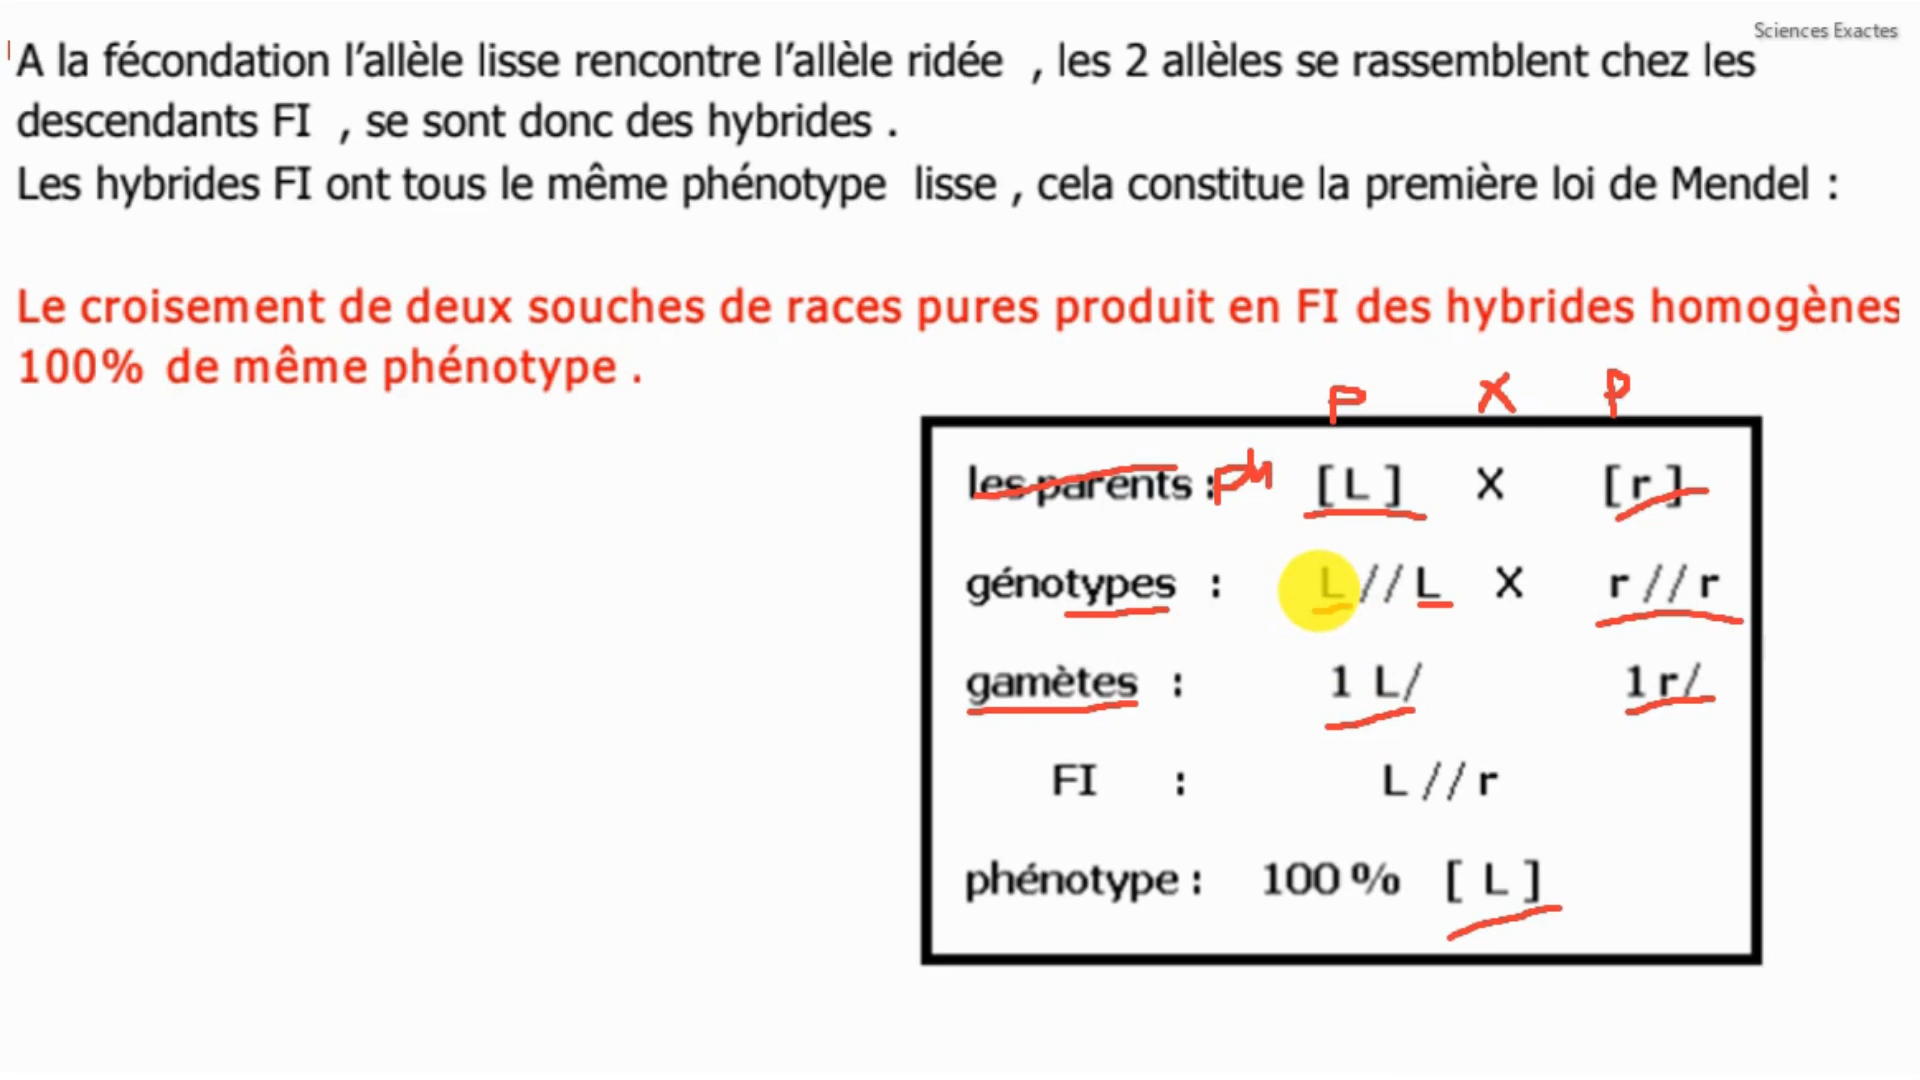 Sciences Exactes
A la fécondation l’allèle lisse rencontre l’allèle ridée , les 2 allèles se rassemblent chez les
descendants FI , se sont donc des hybrides .
Les hybrides FI ont tous le même phénotype lisse , cela constitue la première loi de Mendel :
Le croisement de deux souches de races pures produit en FI des hybrides homogènes
100% de même phénotype .
P X P
les parents : ph [ L ] X [ r ]
génotypes : L // L X r // r
gamètes : 1 L/ 1 r/
FI : L // r
phénotype : 100 % [ L ]